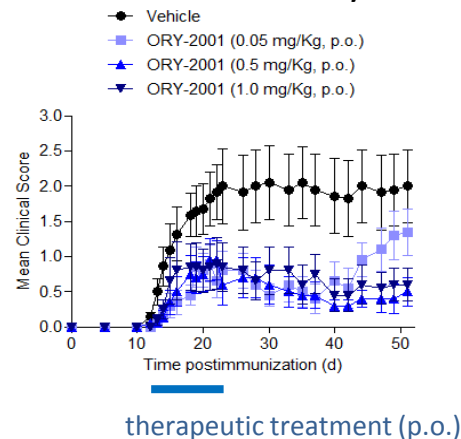 Vehicle
ORY-2001 (0.05 mg/Kg, p.o.)
ORY-2001 (0.5 mg/Kg, p.o.)
ORY-2001 (1.0 mg/Kg, p.o.)
Mean Clinical Score
3.0
2.5
2.0
1.5
1.0
0.5
0.0
0 10 20 30 40 50
Time postimmunization (d)
therapeutic treatment (p.o.)